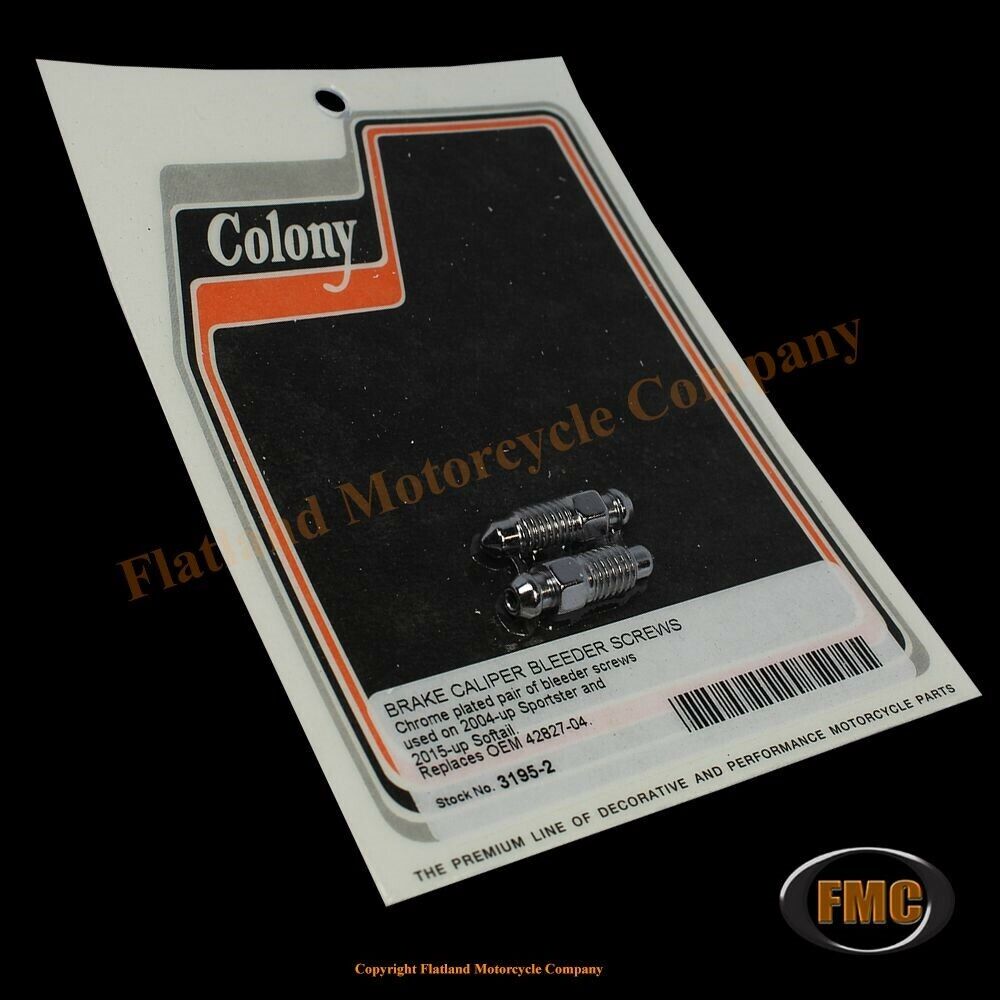 Colony
Flatland Motorcycle Company
BRAKE CALIPER BLEEDER SCREWS
Chrome plated pair of bleeder screws
used on 2004-up Sportster and
2015-up Softail.
Replaces OEM 42827-04.
Stock No. 3195-2
THE PREMIUM LINE OF DECORATIVE AND PERFORMANCE MOTORCYCLE PARTS
FMC
Copyright Flatland Motorcycle Company